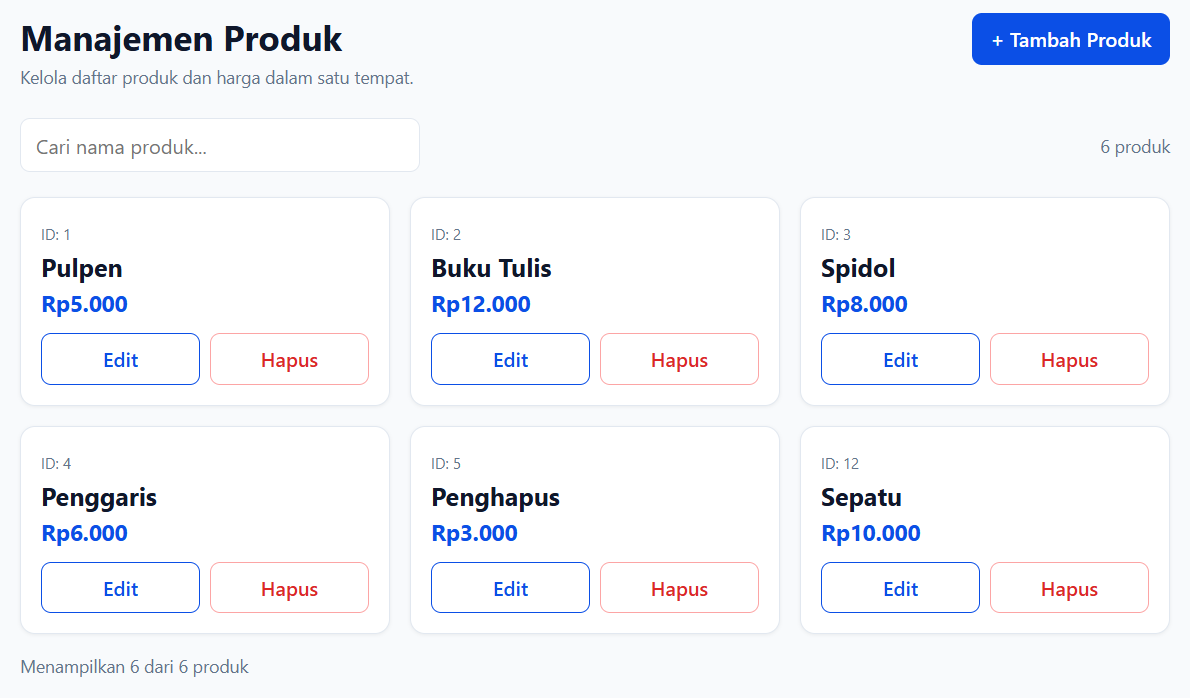 Manajemen Produk
+ Tambah Produk
Kelola daftar produk dan harga dalam satu tempat.
Cari nama produk...
6 produk
ID: 1
Pulpen
Rp5.000
Edit
Hapus
ID: 2
Buku Tulis
Rp12.000
Edit
Hapus
ID: 3
Spidol
Rp8.000
Edit
Hapus
ID: 4
Penggaris
Rp6.000
Edit
Hapus
ID: 5
Penghapus
Rp3.000
Edit
Hapus
ID: 12
Sepatu
Rp10.000
Edit
Hapus
Menampilkan 6 dari 6 produk